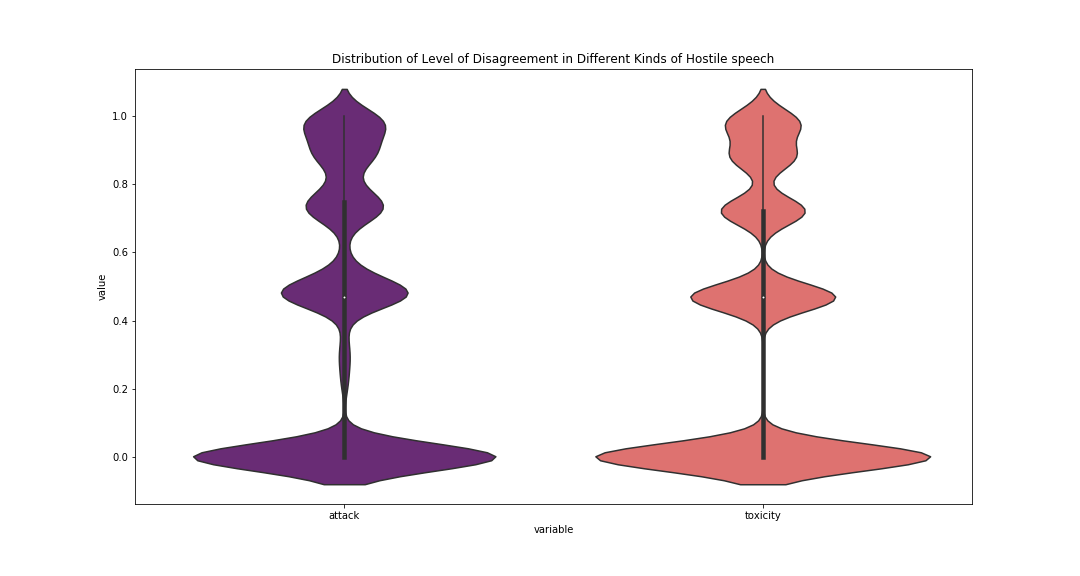 Distribution of Level of Disagreement in Different Kinds of Hostile speech
1.0
0.8
0.6
0.4
0.2
0.0
value
attack
toxicity
variable